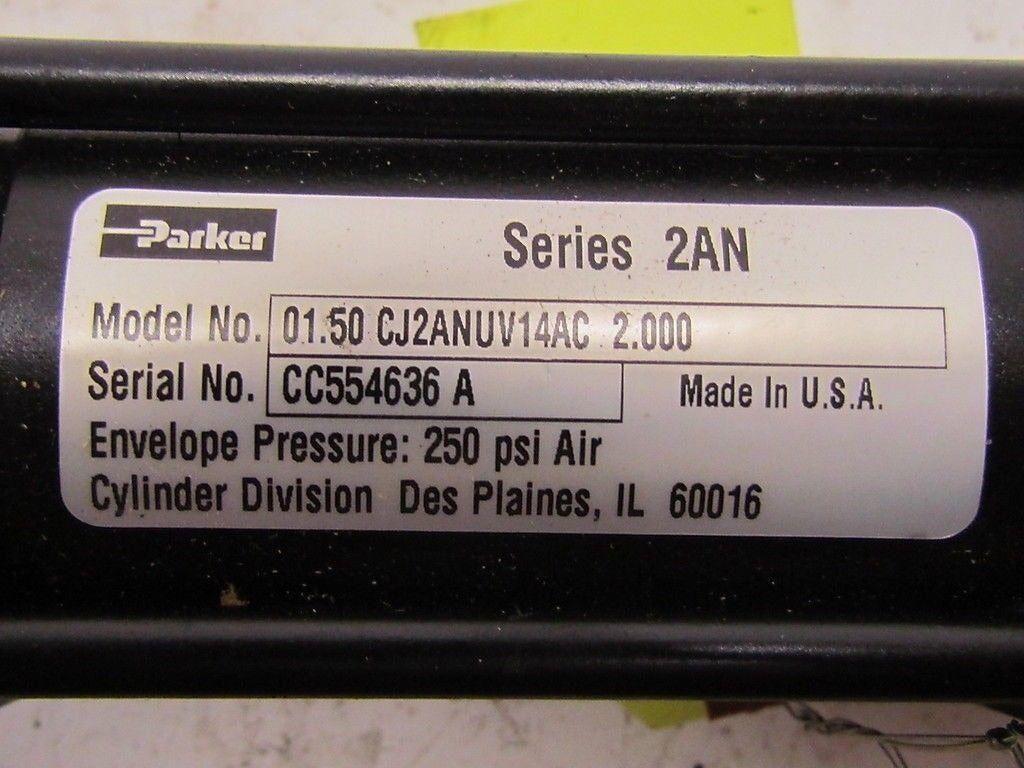 Parker
Series 2AN
Model No. 01.50 CJ2ANUV14AC 2.000
Serial No. CC554636 A Made In U.S.A.
Envelope Pressure: 250 psi Air
Cylinder Division Des Plaines, IL 60016